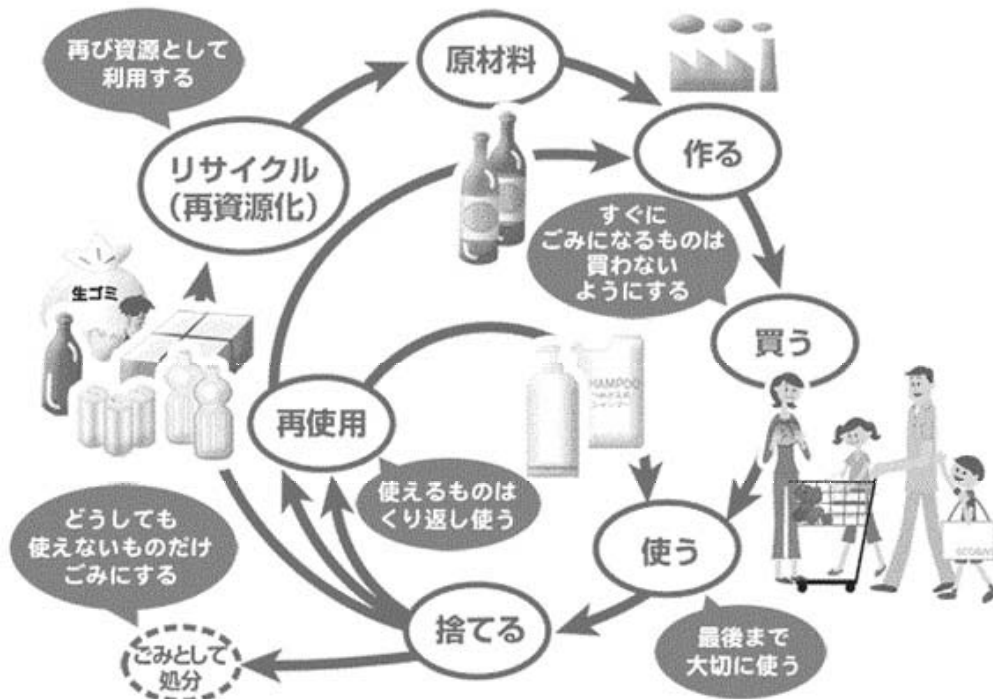 再び資源として
利用する
原材料
リサイクル
（再資源化）
作る
すぐに
ごみになるものは
買わない
ようにする
生ゴミ
買う
HAMPOO
シャンプー
再使用
使えるものは
くり返し使う
どうしても
使えないものだけ
ごみにする
使う
捨てる
最後まで
大切に使う
ごみとして
処分